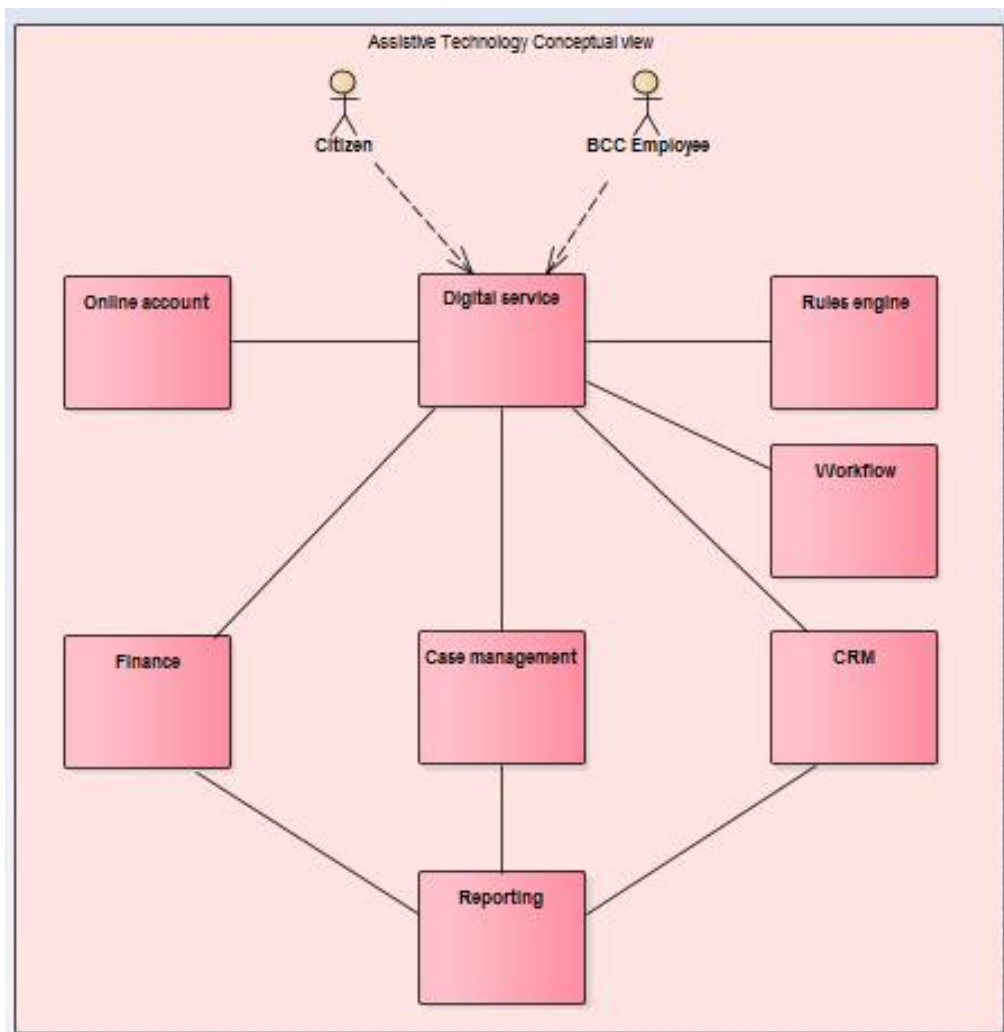 Assistive Technology Conceptual view
Citizen
BCC Employee
Online account
Digital service
Rules engine
Workflow
Finance
Case management
CRM
Reporting